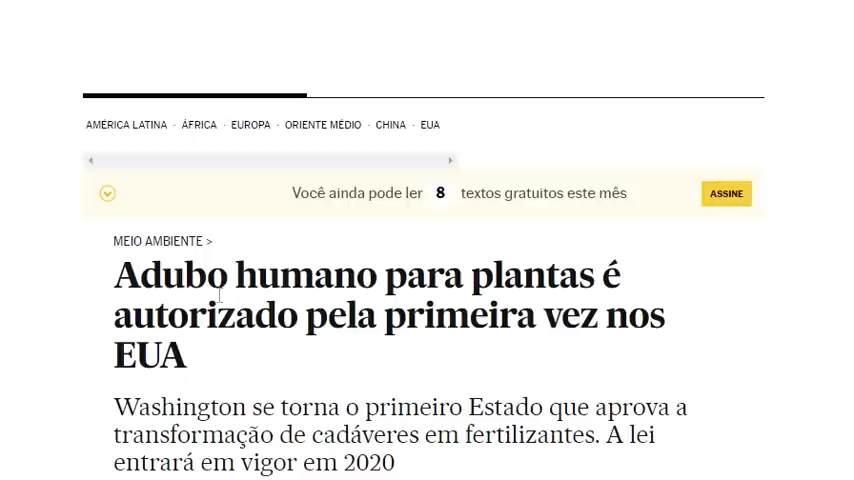 AMÉRICA LATINA · ÁFRICA · EUROPA · ORIENTE MÉDIO · CHINA · EUA
Você ainda pode ler 8 textos gratuitos este mês ASSINE
MEIO AMBIENTE >
Adubo humano para plantas é
autorizado pela primeira vez nos
EUA
Washington se torna o primeiro Estado que aprova a
transformação de cadáveres em fertilizantes. A lei
entrará em vigor em 2020